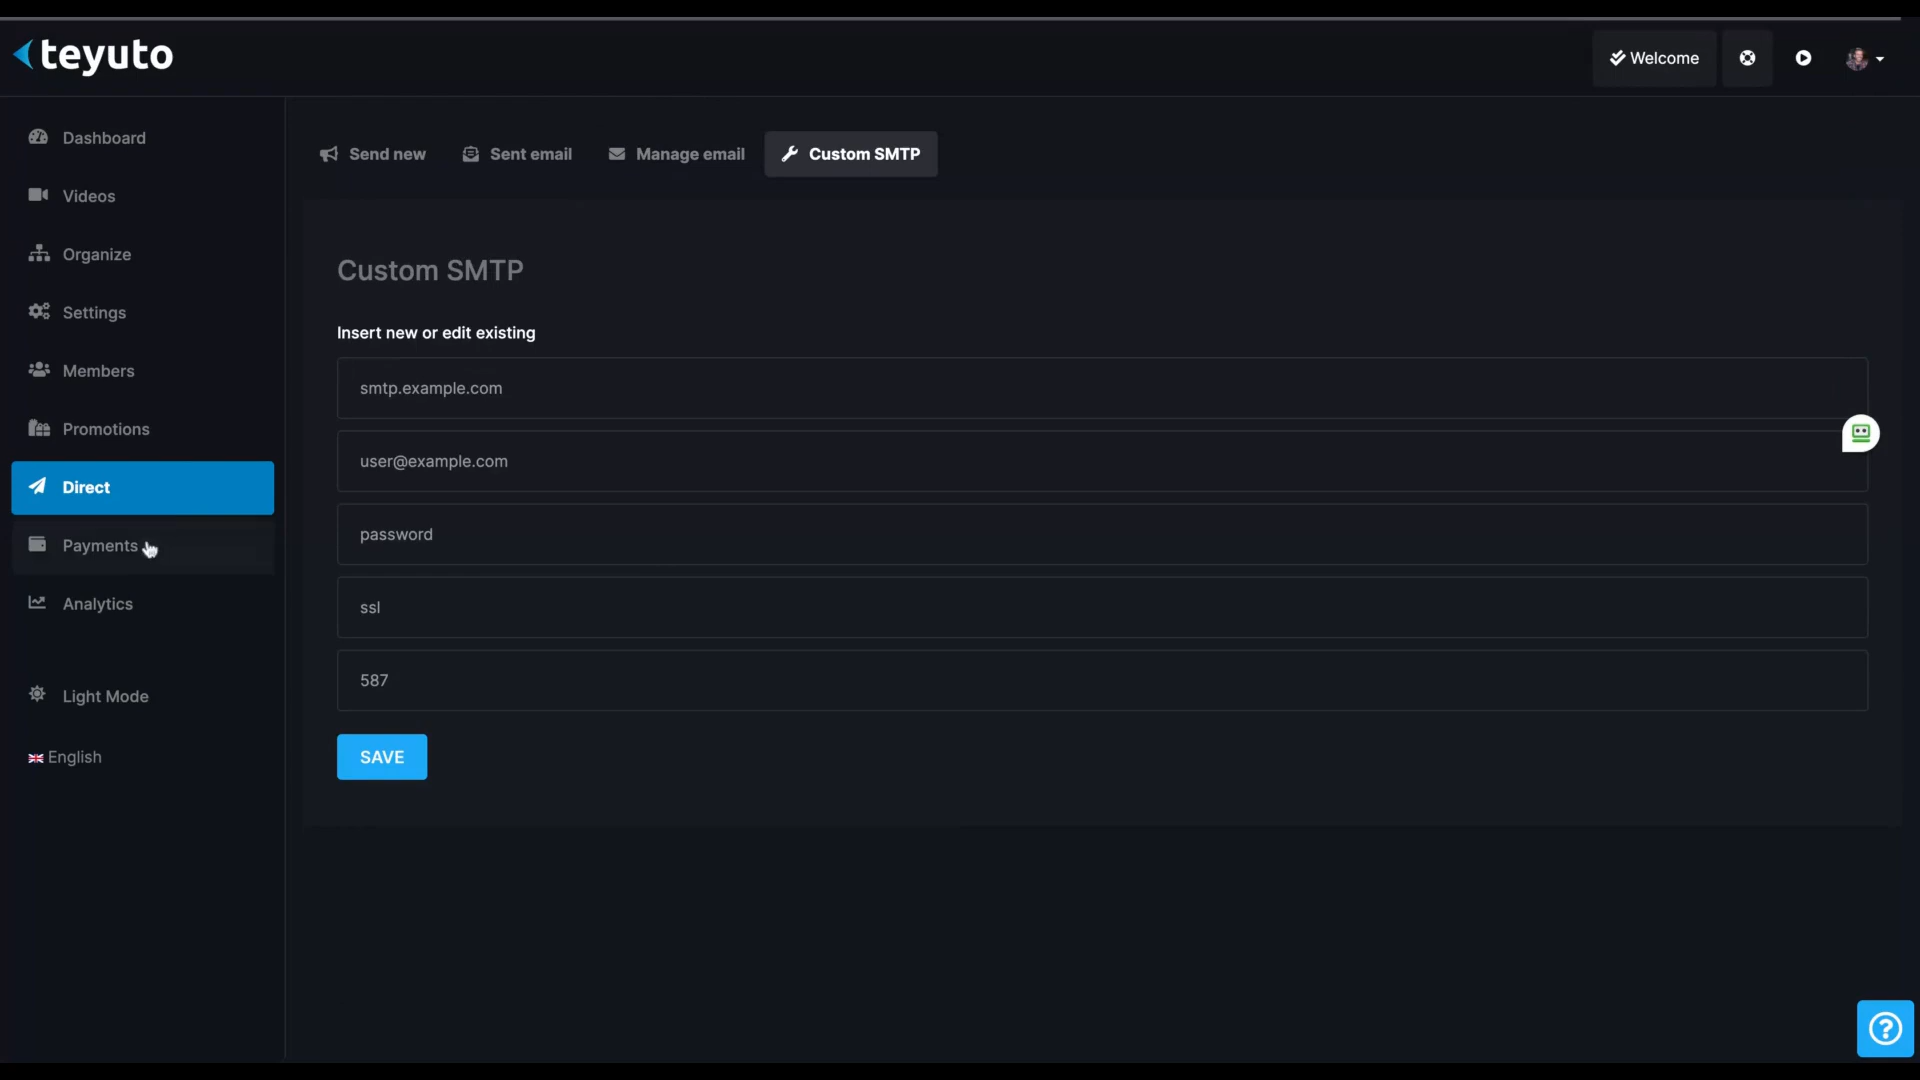 teyuto
Welcome
Dashboard
Videos
Organize
Settings
Members
Promotions
Direct
Payments
Analytics
Light Mode
English
Send new
Sent email
Manage email
Custom SMTP
Custom SMTP
Insert new or edit existing
smtp.example.com
user@example.com
password
ssl
587
SAVE